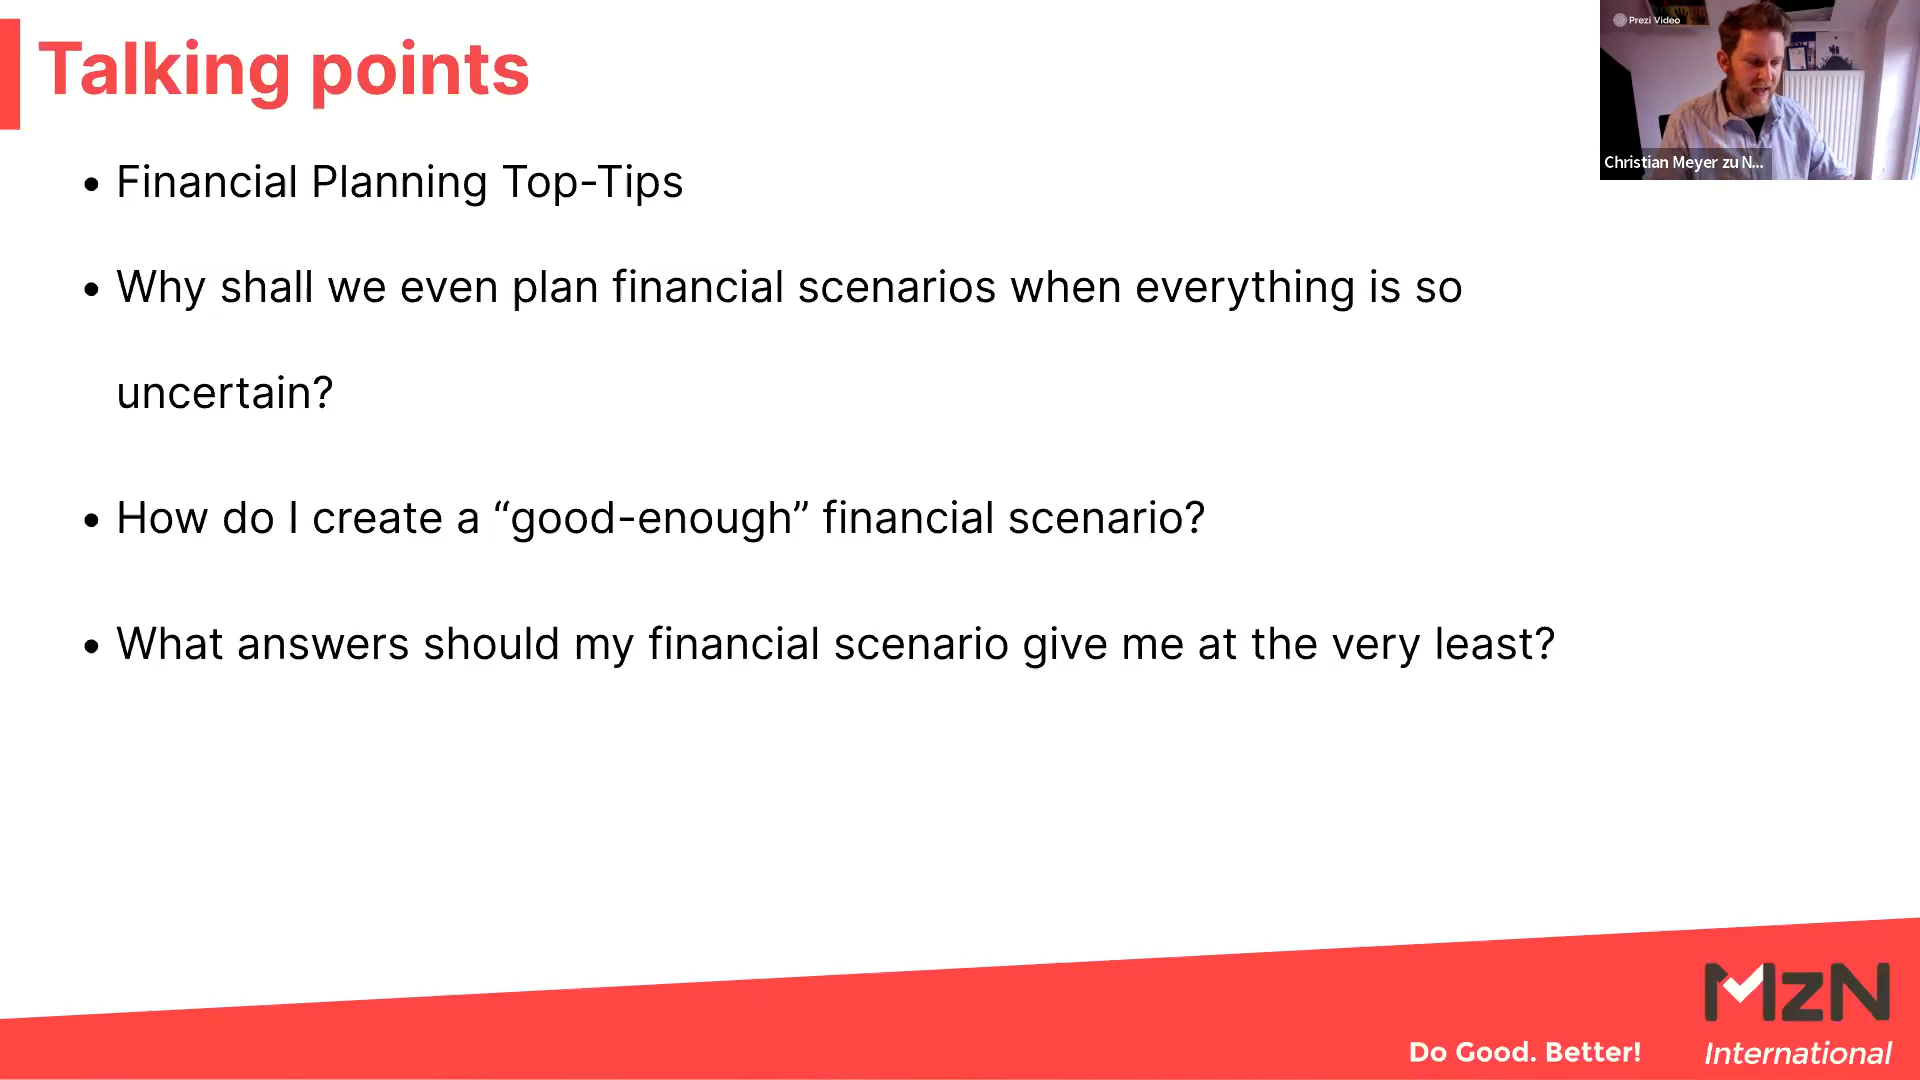 Talking points
Prezi Video
Christian Meyer zu N...
• Financial Planning Top-Tips
• Why shall we even plan financial scenarios when everything is so
uncertain?
• How do I create a “good-enough” financial scenario?
• What answers should my financial scenario give me at the very least?
Do Good. Better!
MzN
International